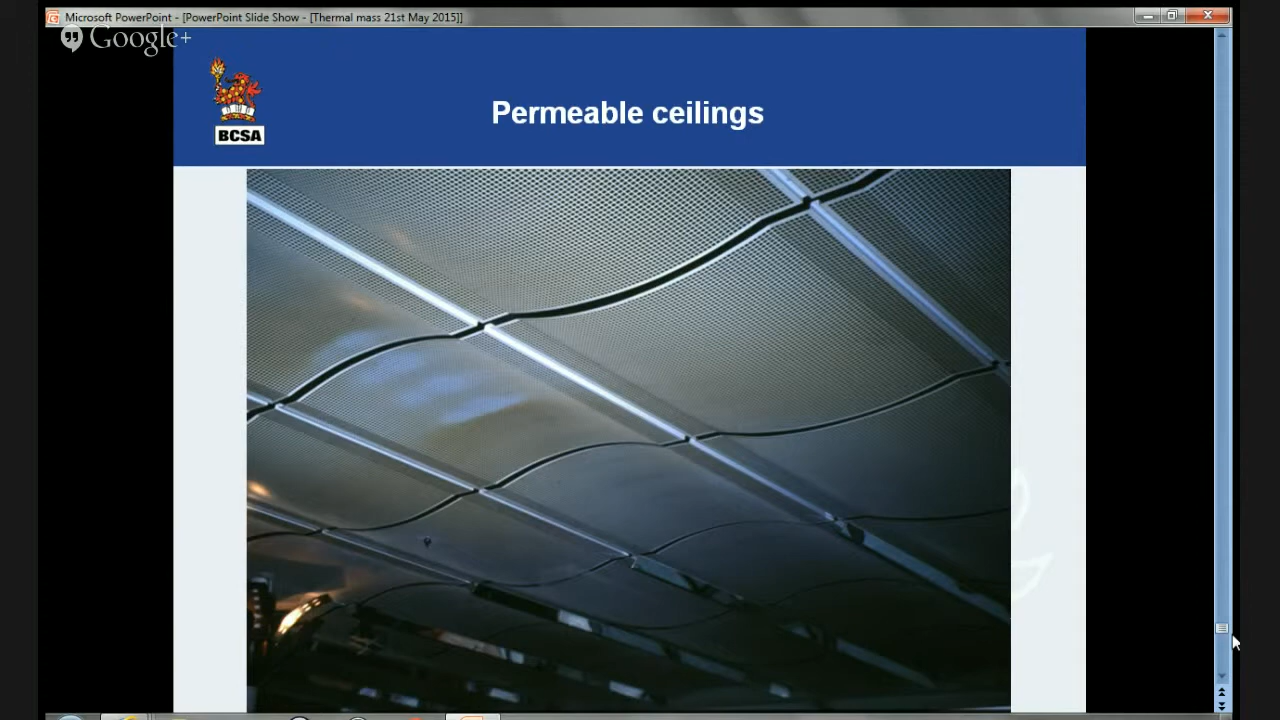 Microsoft PowerPoint - [PowerPoint Slide Show - [Thermal mass 21st May 2015]]
Google+
Permeable ceilings
BCSA